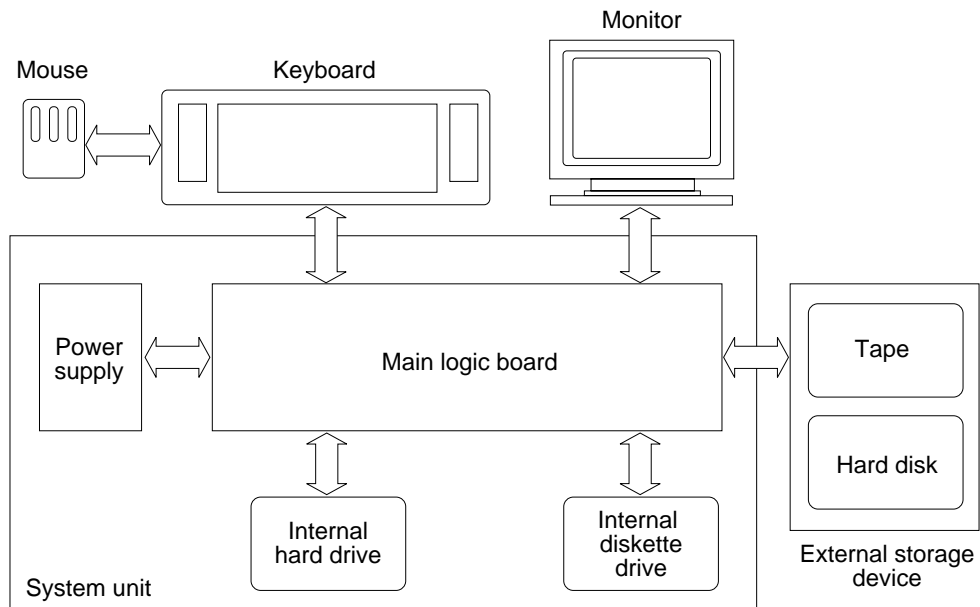 Monitor
Mouse
Keyboard
Power
supply
Main logic board
Tape
Hard disk
Internal
hard drive
Internal
diskette
drive
External storage
device
System unit